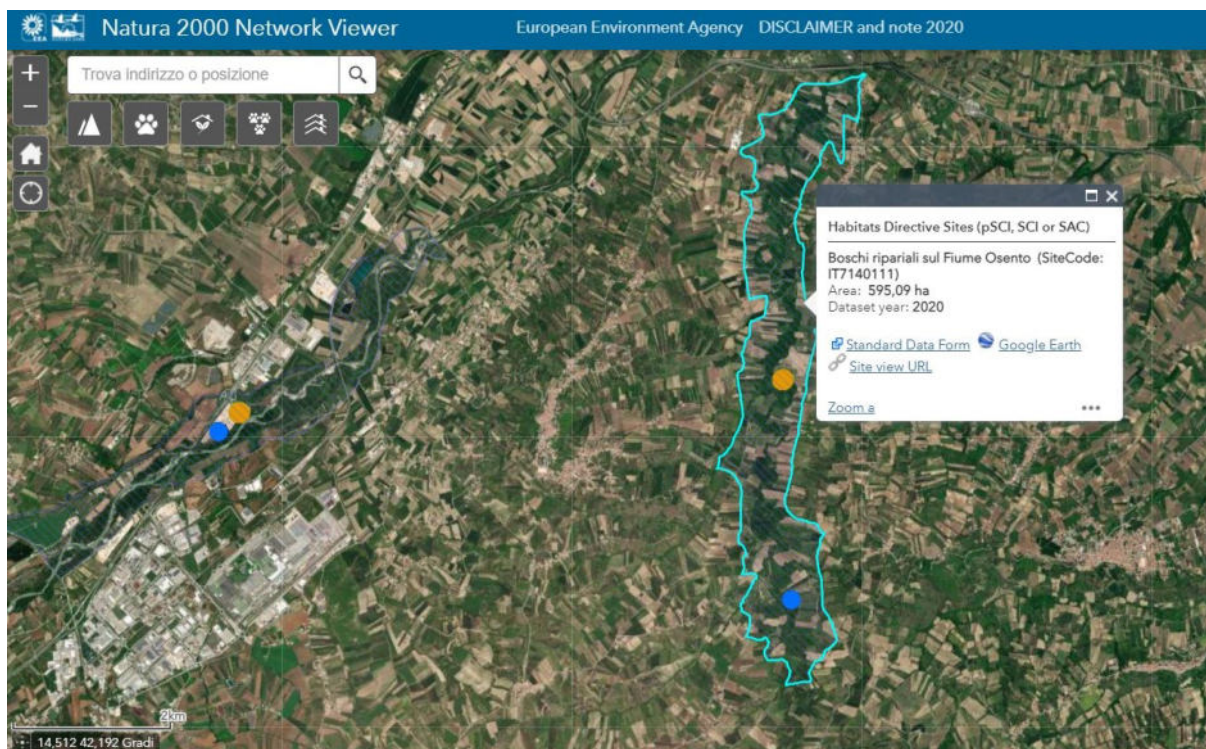 Natura 2000 Network Viewer
European Environment Agency DISCLAIMER and note 2020
+
Trova indirizzo o posizione
−
Habitats Directive Sites (pSCI, SCI or SAC)
Boschi ripariali sul Fiume Osento (SiteCode:
IT7140111)
Area: 595,09 ha
Dataset year: 2020
Standard Data Form Google Earth
Site view URL
Zoom a
•••
2km
14,512 42,192 Gradi